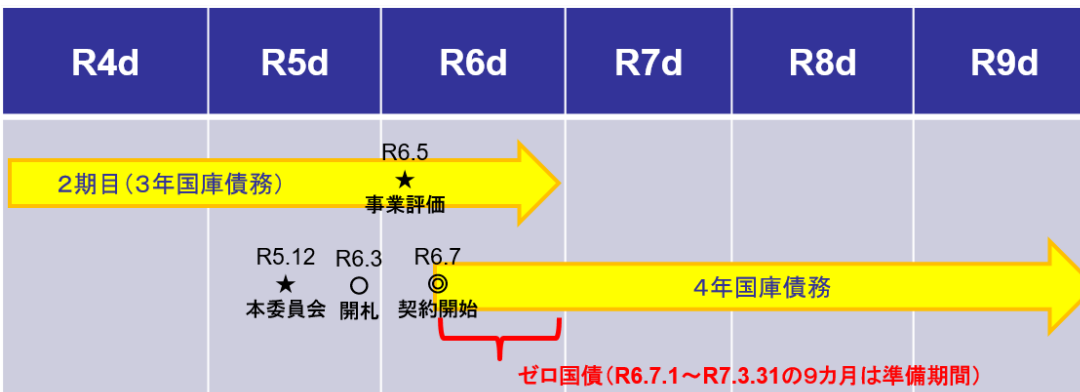 R4d R5d R6d R7d R8d R9d
R6.5
2期目(3年国庫債務)
★
事業評価
R5.12 R6.3 R6.7
★ ○ ◎ 4年国庫債務
本委員会 開札 契約開始
ゼロ国債(R6.7.1~R7.3.31の9カ月は準備期間)